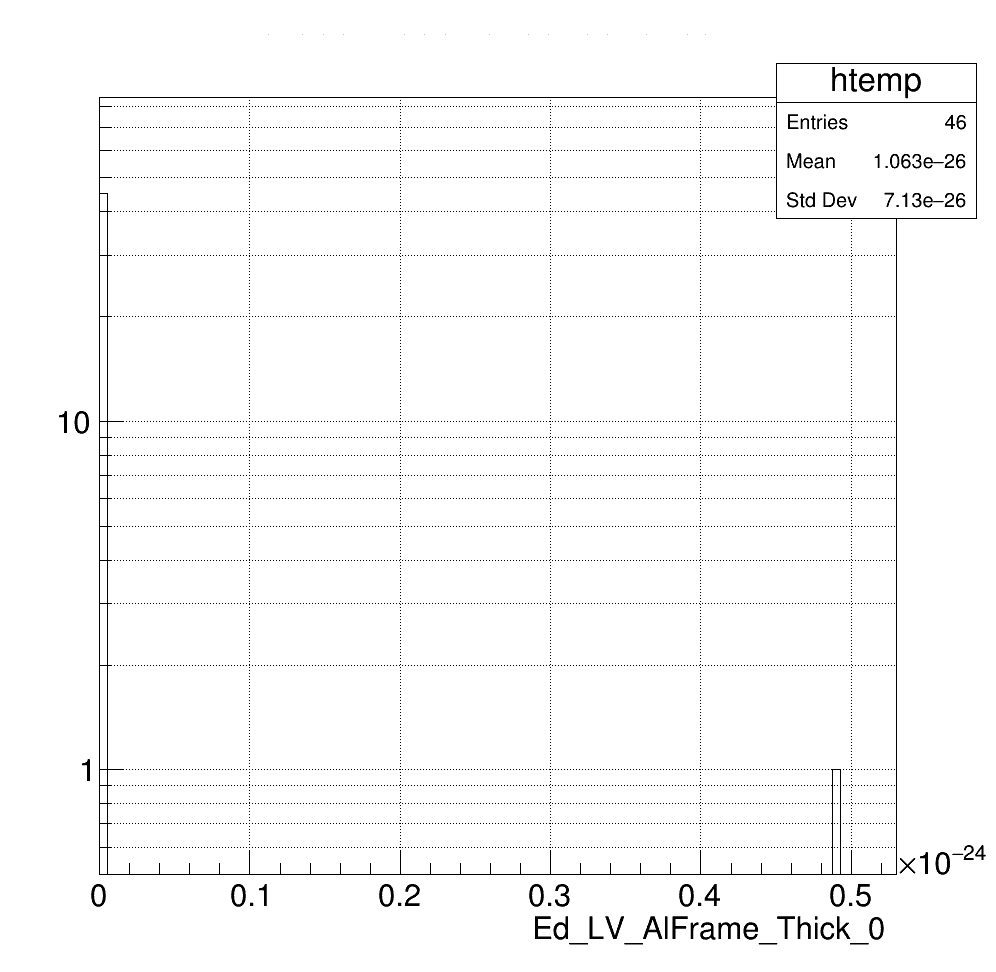 htemp
Entries 46
Mean 1.063e−26
Std Dev 7.13e−26
10
1
0 0.1 0.2 0.3 0.4 0.5
×10−24
Ed_LV_AlFrame_Thick_0